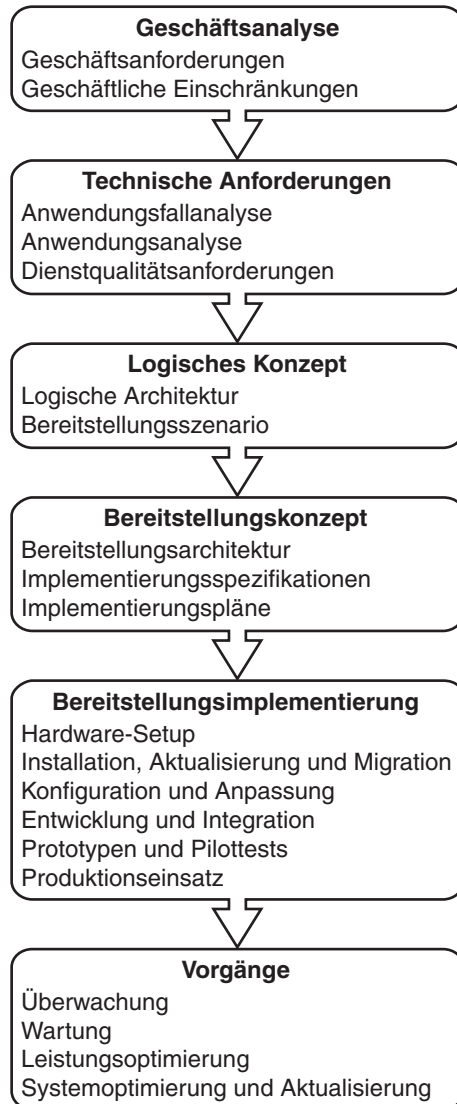 Geschäftsanalyse
Geschäftsanforderungen
Geschäftliche Einschränkungen
Technische Anforderungen
Anwendungsfallanalyse
Anwendungsanalyse
Dienstqualitätsanforderungen
Logisches Konzept
Logische Architektur
Bereitstellungsszenario
Bereitstellungskonzept
Bereitstellungsarchitektur
Implementierungsspezifikationen
Implementierungspläne
Bereitstellungsimplementierung
Hardware-Setup
Installation, Aktualisierung und Migration
Konfiguration und Anpassung
Entwicklung und Integration
Prototypen und Pilottests
Produktionseinsatz
Vorgänge
Überwachung
Wartung
Leistungsoptimierung
Systemoptimierung und Aktualisierung